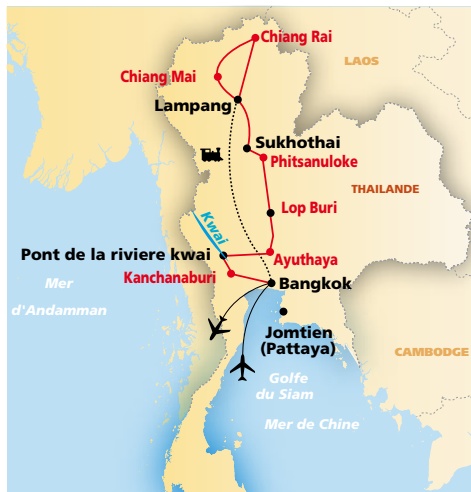 Chiang Rai
LAOS
Chiang Mai
Lampang
Sukhothai
Phitsanuloke
THAILANDE
Lop Buri
Kwai
Pont de la riviere kwai
Ayuthaya
Kanchanaburi
Bangkok
Mer
d'Andamman
Jomtien
(Pattaya)
CAMBODGE
Golfe
du Siam
Mer de Chine